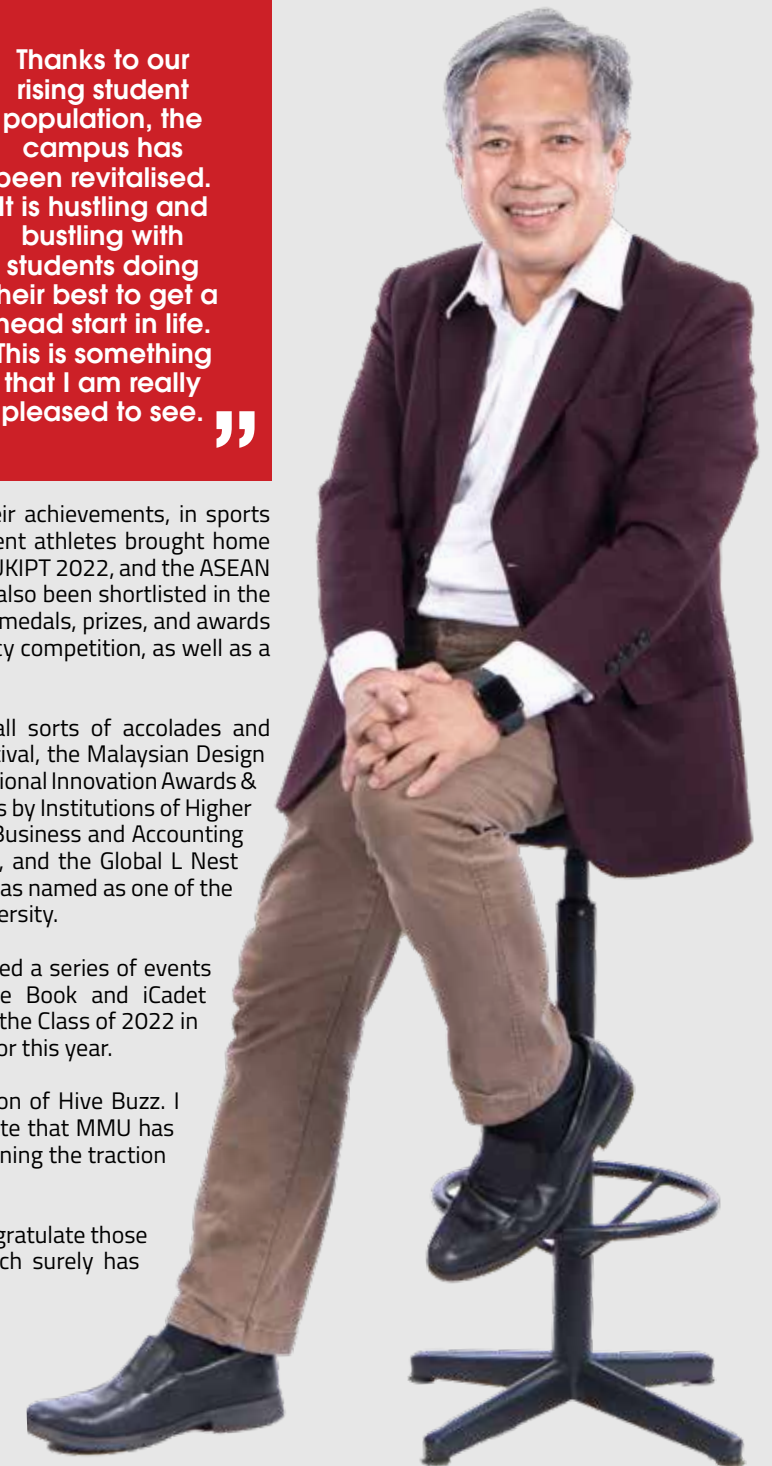 Thanks to our
rising student
population, the
campus has
been revitalised.
It is hustling and
bustling with
students doing
their best to get a
head start in life.
This is something
that I am really
pleased to see. ”
eir achievements, in sports
ent athletes brought home
UKIPT 2022, and the ASEAN
also been shortlisted in the
medals, prizes, and awards
ty competition, as well as a
all sorts of accolades and
tival, the Malaysian Design
tional Innovation Awards &
s by Institutions of Higher
Business and Accounting
, and the Global L Nest
as named as one of the
ersity.
ed a series of events
e Book and iCadet
the Class of 2022 in
or this year.
on of Hive Buzz. I
te that MMU has
ning the traction
gratulate those
ch surely has